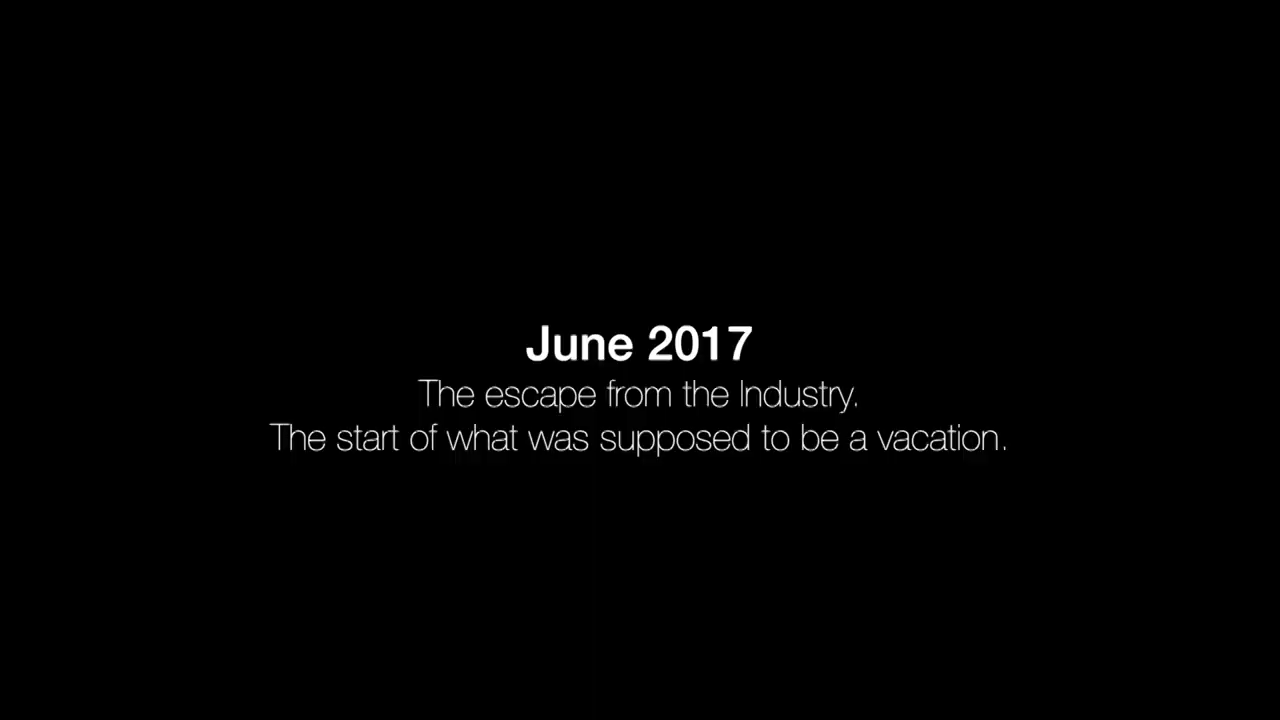 June 2017
The escape from the Industry.
The start of what was supposed to be a vacation.